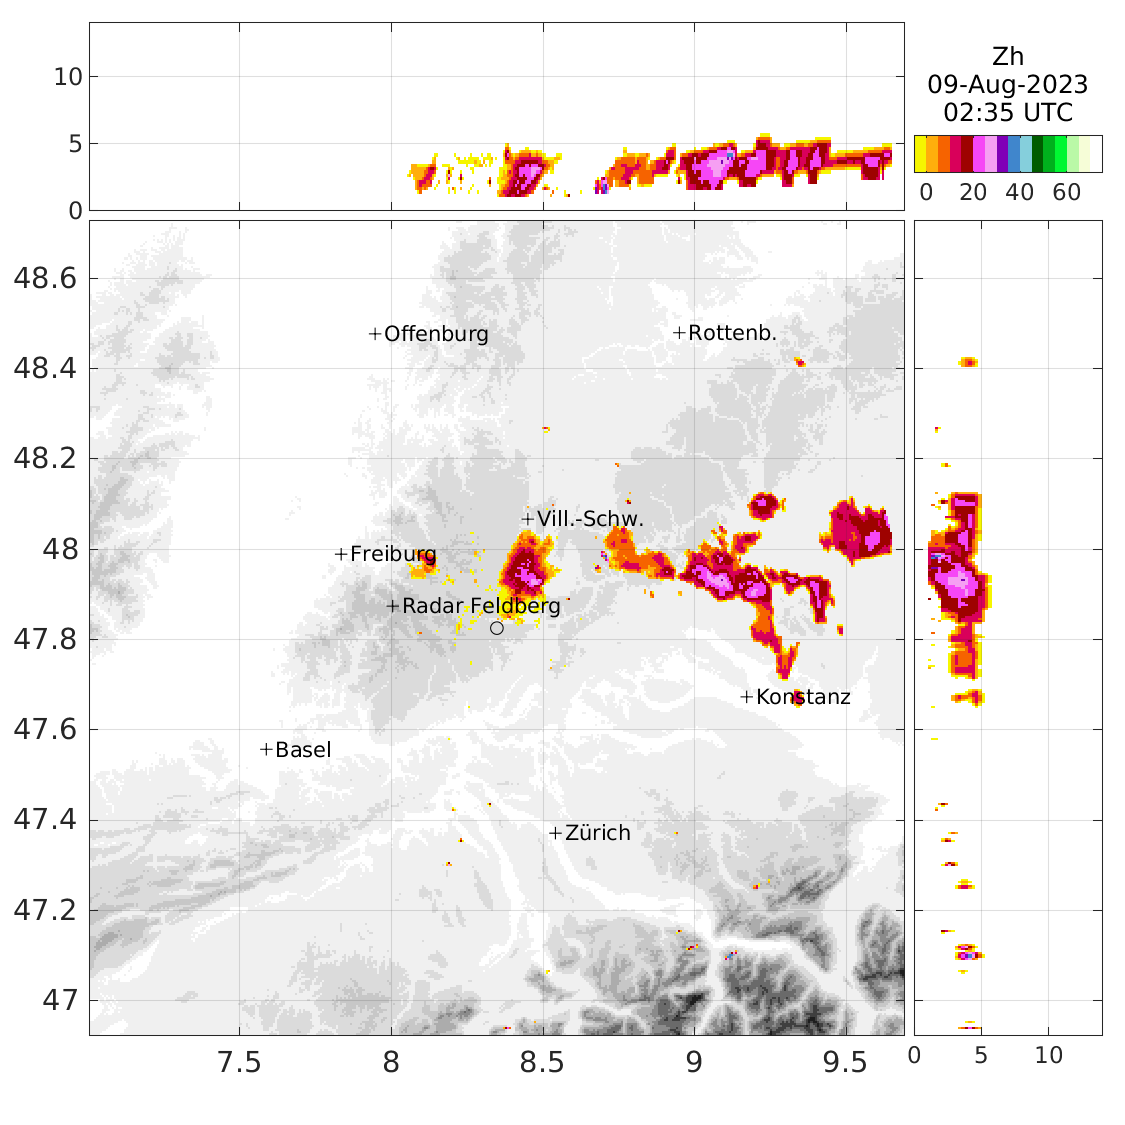 10
5
0
Zh
09-Aug-2023
02:35 UTC
0 20 40 60
48.6
48.4
48.2
48
47.8
47.6
47.4
47.2
47
+Offenburg
+Rottenb.
+Vill.-Schw.
+Freiburg
+Radar Feldberg
+Konstanz
+Basel
+Zürich
7.5 8 8.5 9 9.5
0 5 10